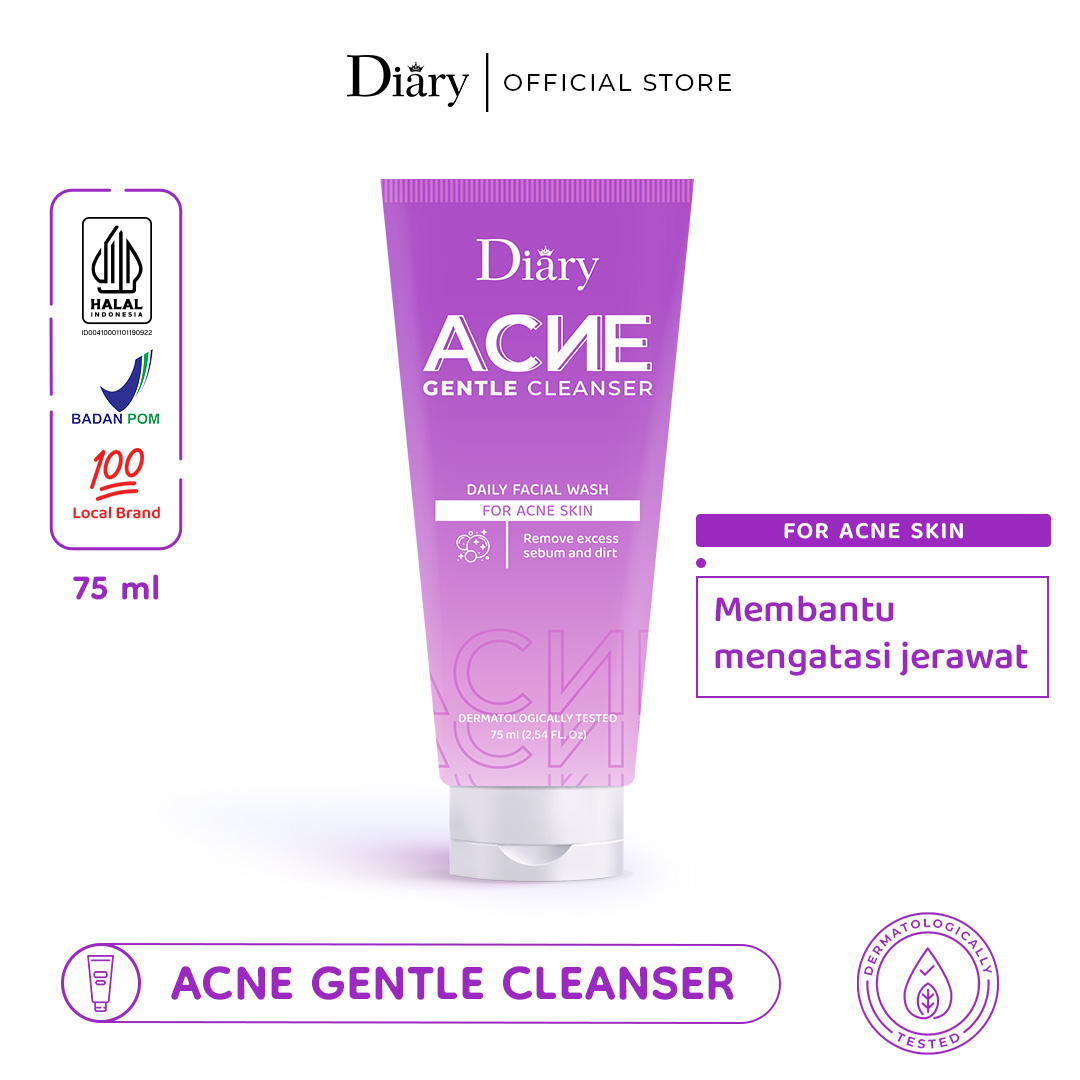 Diary | OFFICIAL STORE
HALAL
INDONESIA
ID00410001101190922
BADAN POM
100
Local Brand
75 ml
Diary
ACNE
GENTLE CLEANSER
DAILY FACIAL WASH
FOR ACNE SKIN
Remove excess
sebum and dirt
ACNE
DERMATOLOGICALLY TESTED
75 ml (2,54 FL. Oz)
ACNE
FOR ACNE SKIN
Membantu
mengatasi jerawat
ACNE GENTLE CLEANSER
DERMATOLOGICALLY
TESTED